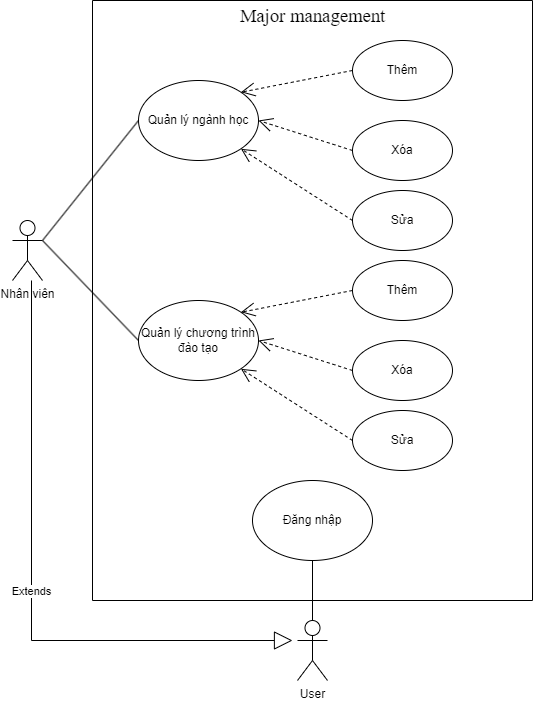 Major management
Thêm
Quản lý ngành học
Xóa
Sửa
Nhân viên
Thêm
Quản lý chương trình
đào tạo
Xóa
Sửa
Đăng nhập
Extends
User